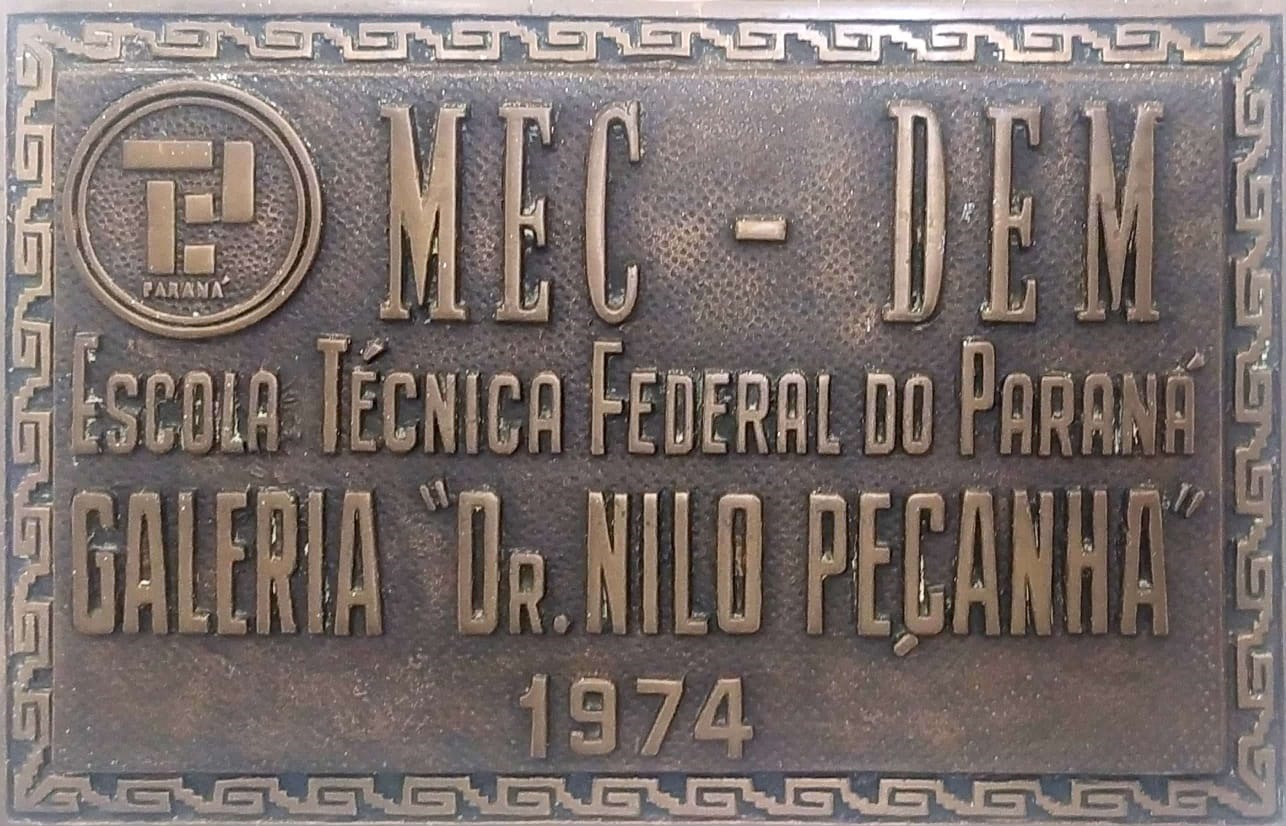 PARANÁ
MEC - DEM
ESCOLA TÉCNICA FEDERAL DO PARANÁ
GALERIA "DR. NILO PEÇANHA"
1974